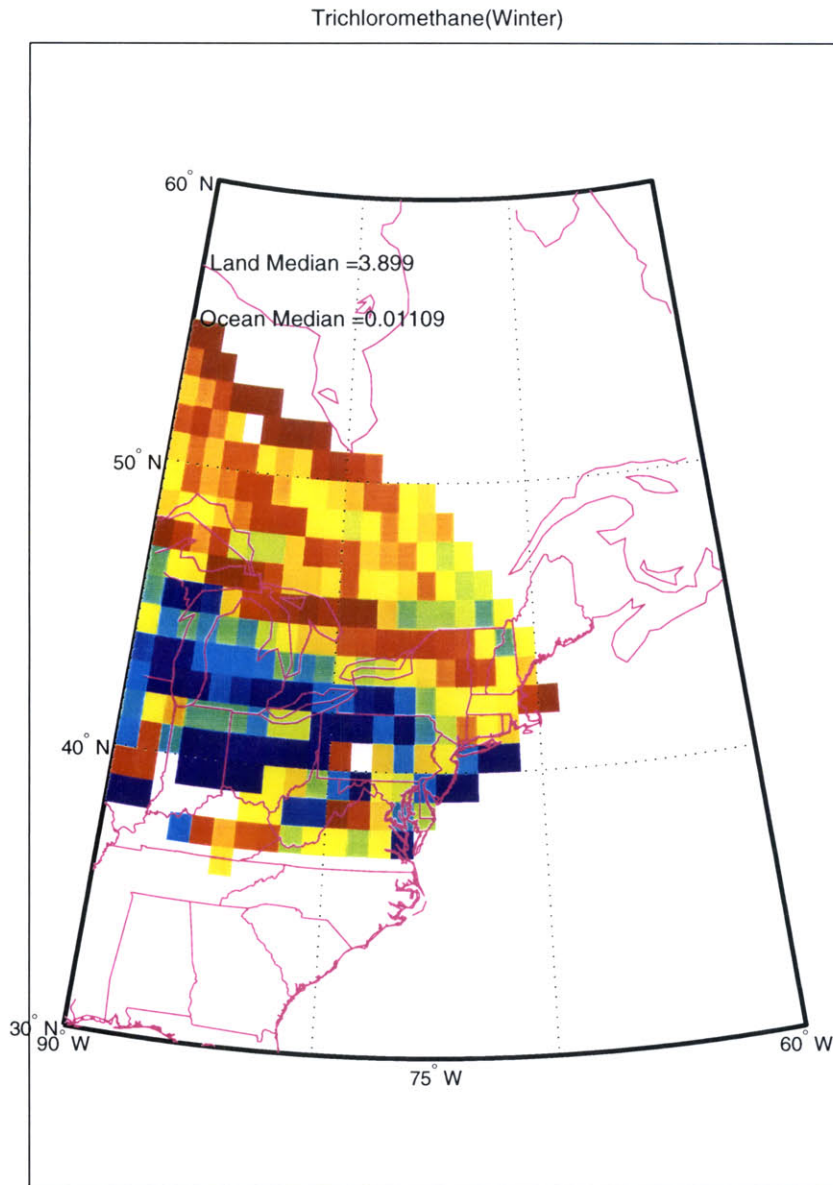 Trichloromethane(Winter)
60° N
Land Median =3.899
Ocean Median =0.01109
50° N
40° N
30° N
90° W
75° W
60° W